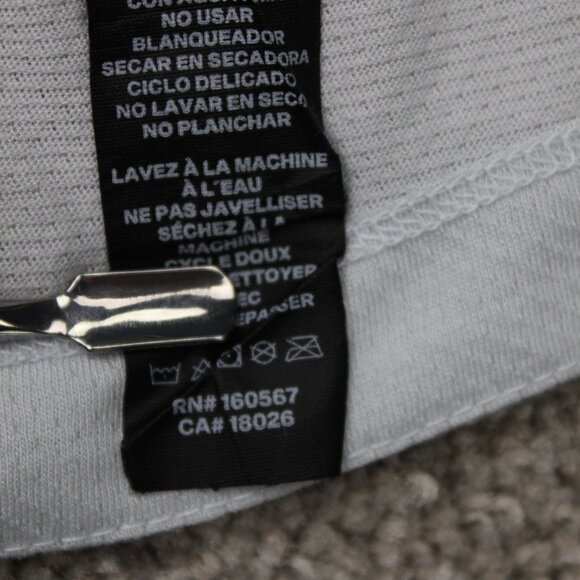 NO USAR
BLANQUEADOR
SECAR EN SECADORA
CICLO DELICADO
NO LAVAR EN SECO
NO PLANCHAR
LAVEZ À LA MACHINE
À L'EAU
NE PAS JAVELLISER
SÉCHEZ À LA
MACHINE
CYCLE DOUX
RN# 160567
CA# 18026